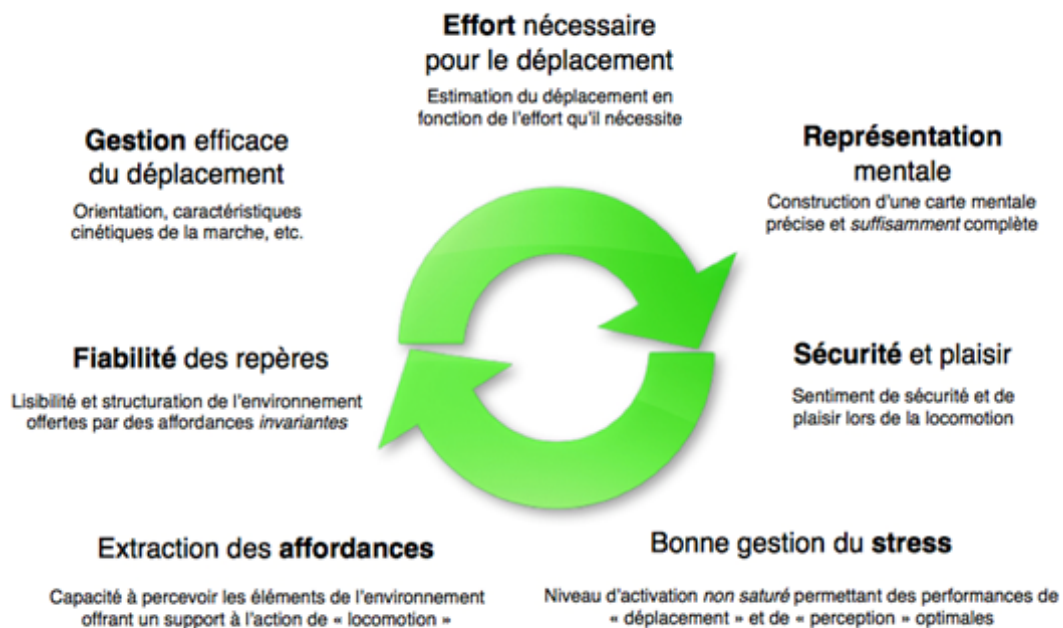 Effort nécessaire
pour le déplacement
Estimation du déplacement en
fonction de l'effort qu'il nécessite
Gestion efficace
du déplacement
Orientation, caractéristiques
cinétiques de la marche, etc.
Représentation
mentale
Construction d'une carte mentale
précise et suffisamment complète
Fiabilité des repères
Lisibilité et structuration de l'environnement
offertes par des affordances invariantes
Sécurité et plaisir
Sentiment de sécurité et de
plaisir lors de la locomotion
Extraction des affordances
Capacité à percevoir les éléments de l'environnement
offrant un support à l'action de « locomotion »
Bonne gestion du stress
Niveau d'activation non saturé permettant des performances de
« déplacement » et de « perception » optimales